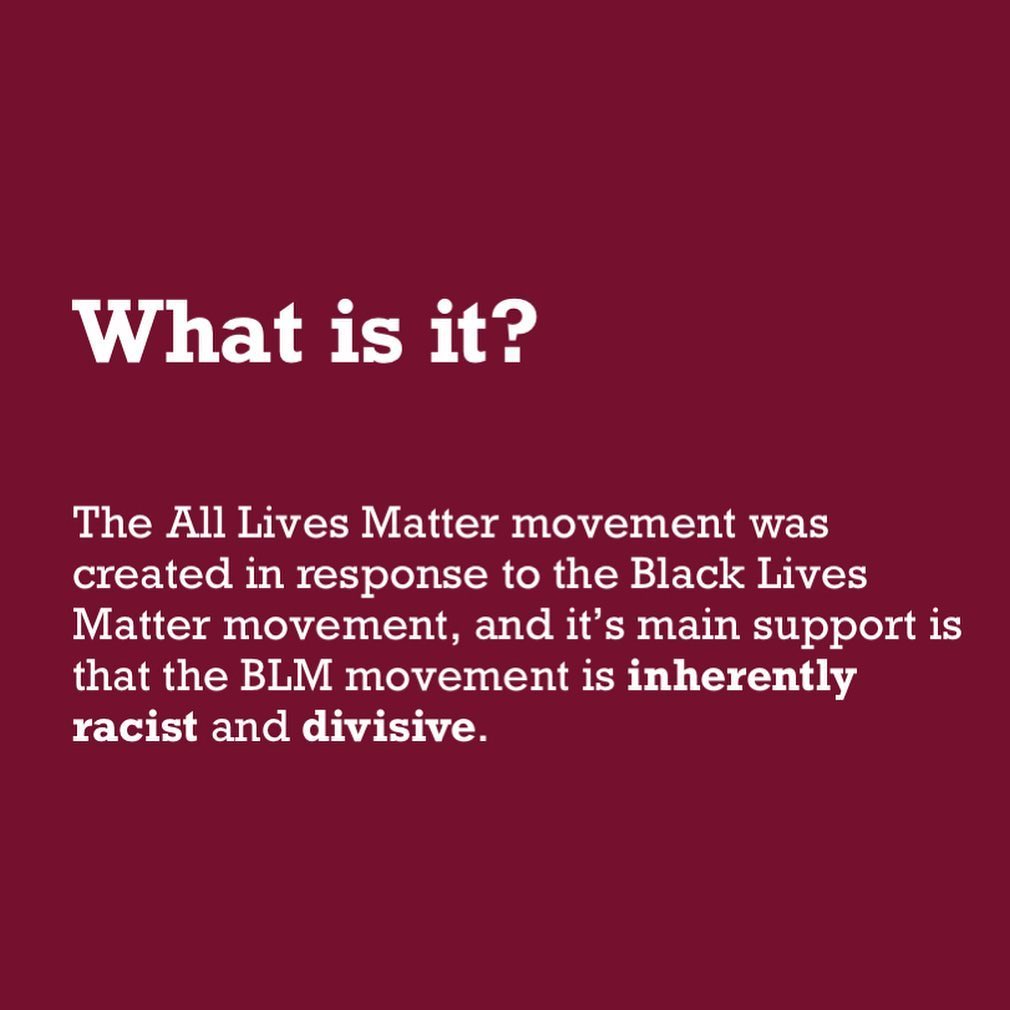 What is it?
The All Lives Matter movement was
created in response to the Black Lives
Matter movement, and it’s main support is
that the BLM movement is inherently
racist and divisive.